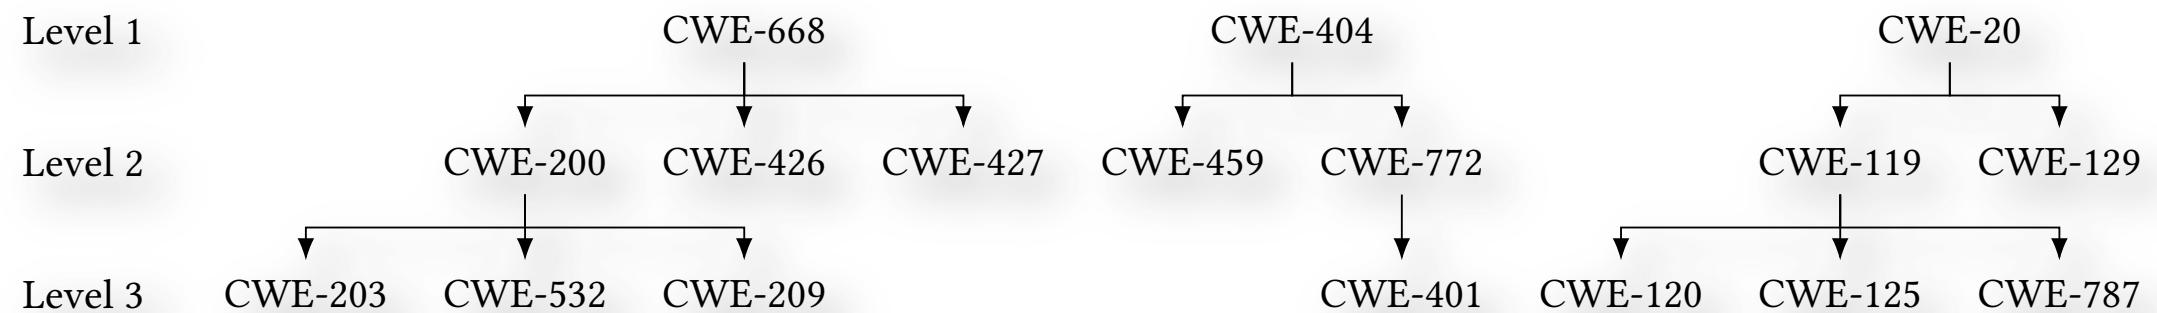 Level 1 CWE-668 CWE-404 CWE-20
Level 2 CWE-200 CWE-426 CWE-427 CWE-459 CWE-772 CWE-119 CWE-129
Level 3 CWE-203 CWE-532 CWE-209 CWE-401 CWE-120 CWE-125 CWE-787